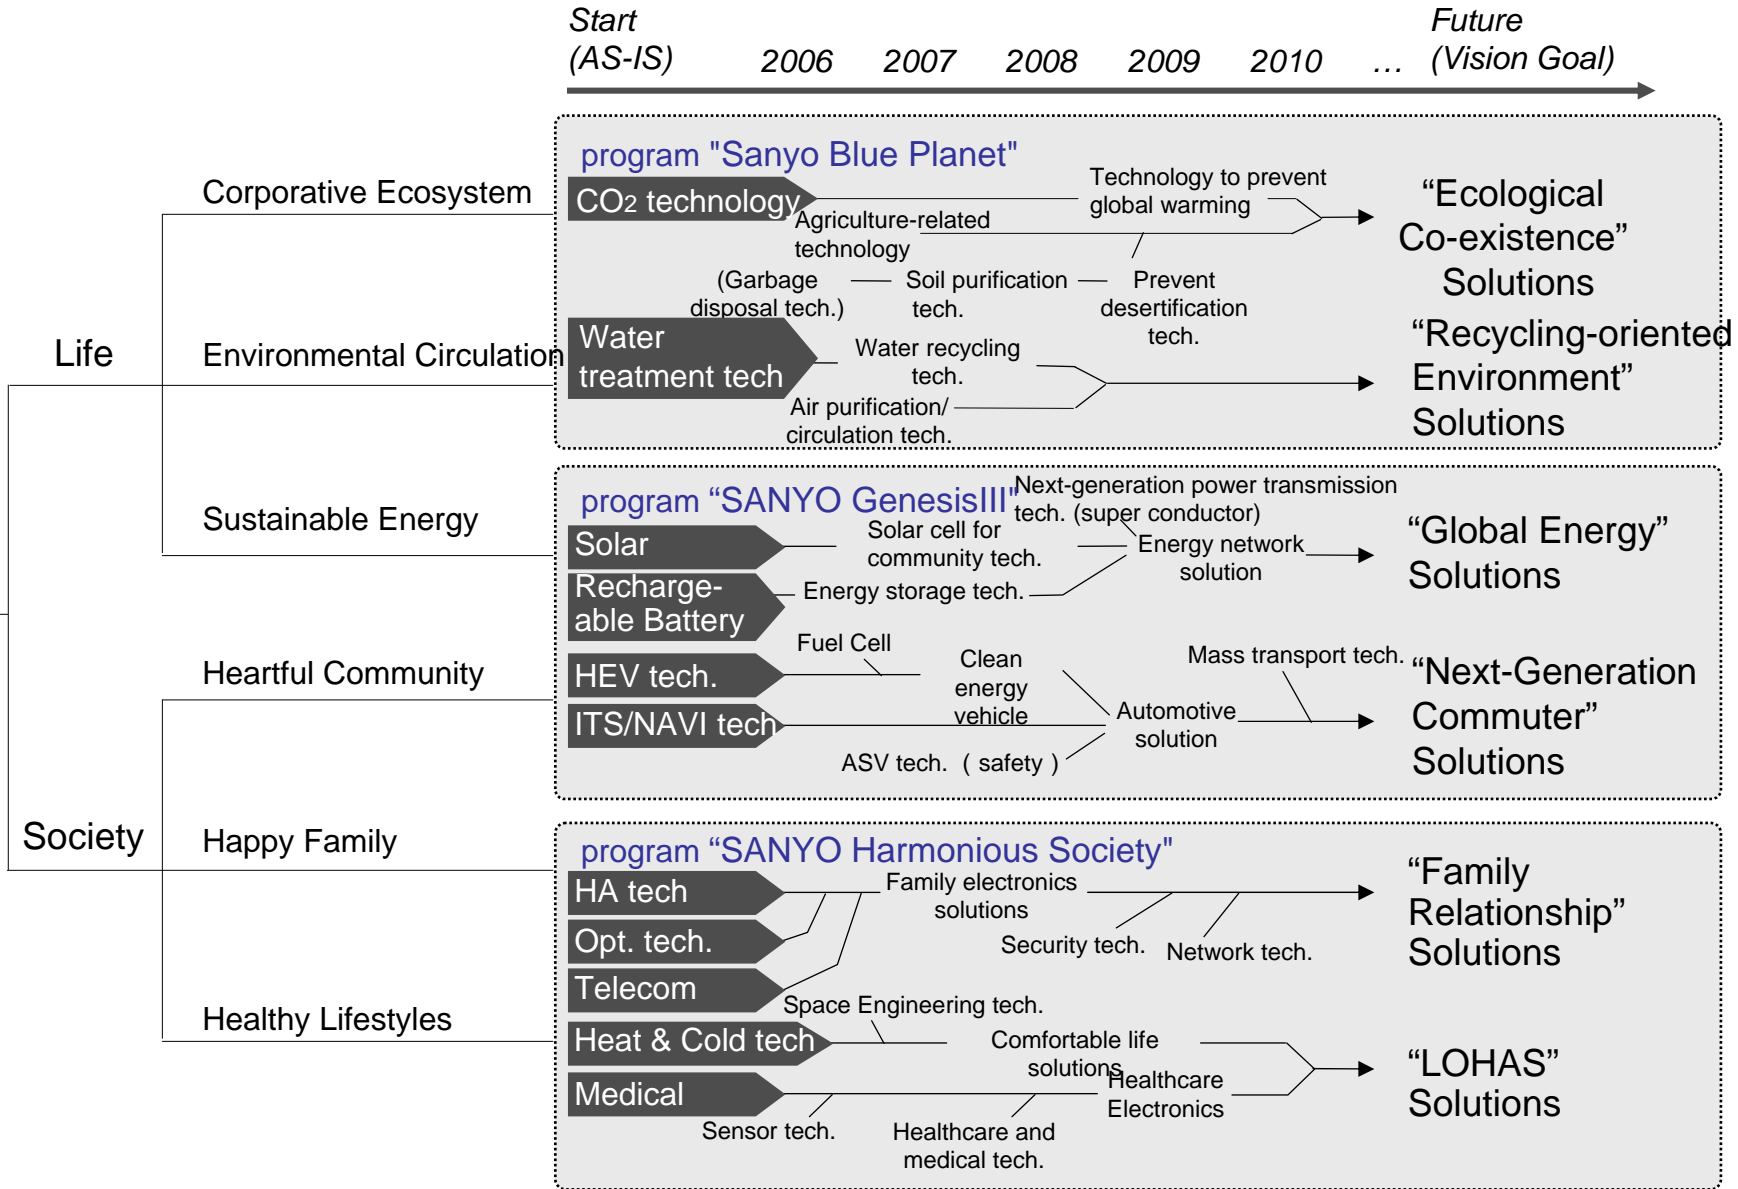 Start
(AS-IS)
2006
2007
2008
2009
2010
…
Future
(Vision Goal)
Life
Society
Corporative Ecosystem
Environmental Circulation
Sustainable Energy
Heartful Community
Happy Family
Healthy Lifestyles
program "Sanyo Blue Planet"
CO2 technology
Technology to prevent
global warming
Agriculture-related
technology
(Garbage
disposal tech.)
Soil purification
tech.
Prevent
desertification
tech.
“Ecological
Co-existence”
Solutions
Water
treatment tech
Water recycling
tech.
Air purification/
circulation tech.
“Recycling-oriented
Environment”
Solutions
program “SANYO GenesisIII"
Next-generation power transmission
tech. (super conductor)
Solar
Solar cell for
community tech.
Energy network
solution
Recharge-
able Battery
Energy storage tech.
“Global Energy”
Solutions
Fuel Cell
HEV tech.
Clean
energy
vehicle
Mass transport tech.
ITS/NAVI tech
Automotive
solution
ASV tech. ( safety )
“Next-Generation
Commuter”
Solutions
program “SANYO Harmonious Society"
HA tech
Family electronics
solutions
Opt. tech.
Security tech.
Network tech.
Telecom
“Family
Relationship”
Solutions
Space Engineering tech.
Heat & Cold tech
Comfortable life
solutions
Medical
Healthcare
Electronics
Sensor tech.
Healthcare and
medical tech.
“LOHAS”
Solutions